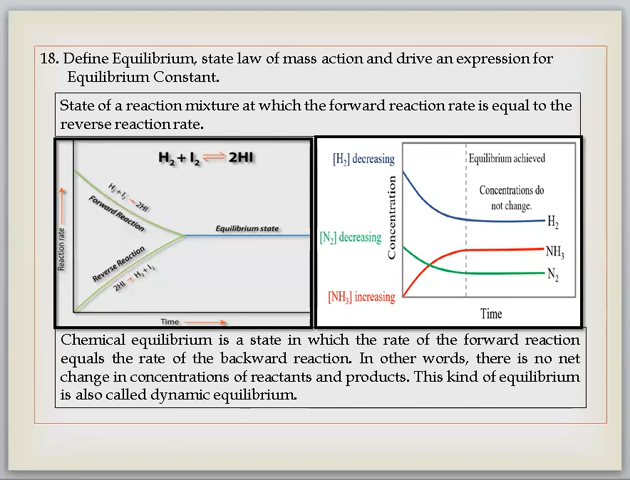 18. Define Equilibrium, state law of mass action and drive an expression for
Equilibrium Constant.
State of a reaction mixture at which the forward reaction rate is equal to the
reverse reaction rate.
H₂ + I₂ ⇌ 2HI
H₂ + I₂ → 2HI
Forward Reaction
Equilibrium state
Reverse Reaction
2HI → H₂ + I₂
Reaction rate →
Time →
[H₂] decreasing
Equilibrium achieved
Concentrations do
not change.
H₂
[N₂] decreasing
Concentration
NH₃
N₂
[NH₃] increasing
Time
Chemical equilibrium is a state in which the rate of the forward reaction
equals the rate of the backward reaction. In other words, there is no net
change in concentrations of reactants and products. This kind of equilibrium
is also called dynamic equilibrium.